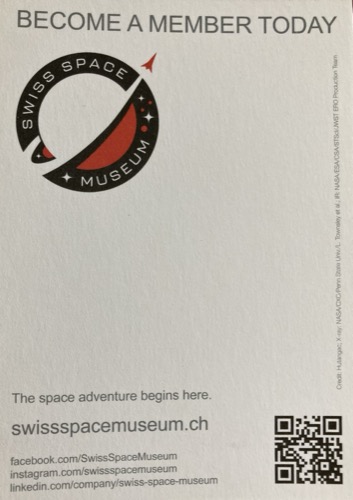 BECOME A MEMBER TODAY
SWISS SPACE
MUSEUM
Credit: Hutangec, X-ray: NASA/CXC/Penn State Univ./L. Townsley et al.; IR: NASA/ESA/CSA/STScI/JWST ERO Production Team
The space adventure begins here.
swissspacemuseum.ch
facebook.com/SwissSpaceMuseum
instagram.com/swissspacemuseum
linkedin.com/company/swiss-space-museum